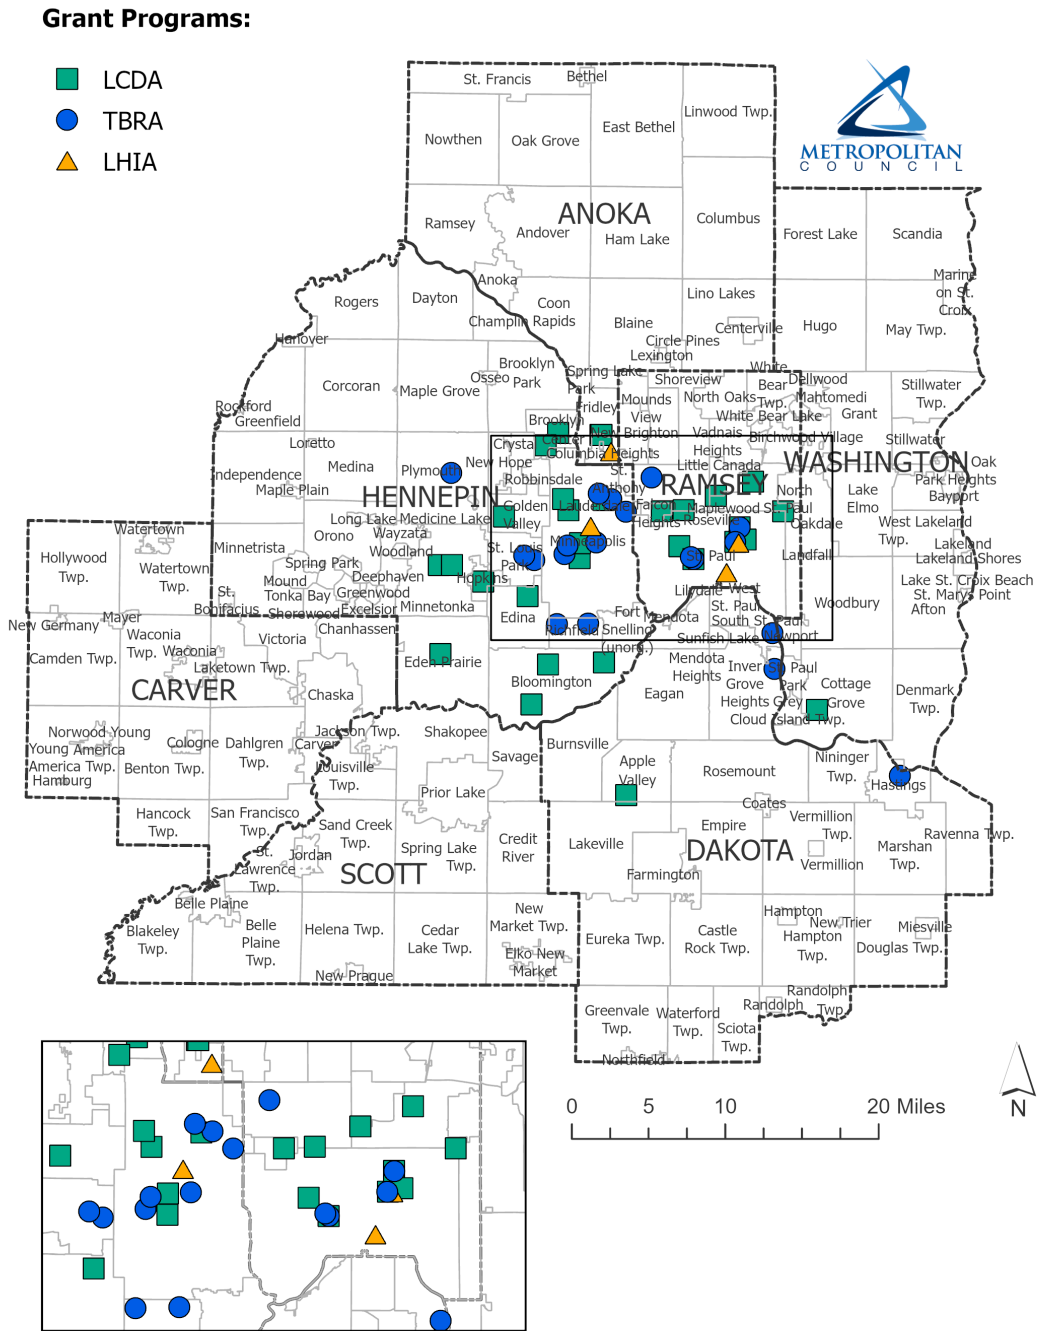 Grant Programs:
LCDA
TBRA
LHIA
METROPOLITAN
COUNCIL
St. Francis
Bethel
Linwood Twp.
Nowthen
Oak Grove
East Bethel
ANOKA
Ramsey
Andover
Ham Lake
Columbus
Forest Lake
Scandia
Anoka
Marine
on St.
Croix
Rogers
Dayton
Coon
Rapids
Lino Lakes
Champlin
Blaine
Centerville
Hugo
May Twp.
Hanover
Circle Pines
Lexington
Brooklyn
Park
Osseo
Spring Lake
Park
White
Bear
Twp.
Corcoran
Maple Grove
Shoreview
Dellwood
Stillwater
Twp.
North Oaks
Mahtomedi
Rockford
Greenfield
Fridley
Mounds
View
White Bear Lake
Grant
Brooklyn
Center
New
Brighton
Vadnais
Heights
Birchwood Village
Stillwater
Loretto
Crystal
Columbia Heights
WASHINGTON
Oak
Park Heights
Bayport
Independence
Medina
Plymouth
New Hope
Robbinsdale
St.
Anthony
Little Canada
RAMSEY
Maple Plain
HENNEPIN
North
St. Paul
Lake
Elmo
Golden
Valley
Lauderdale
Falcon
Heights
Maplewood
Roseville
Oakdale
West Lakeland
Twp.
Long Lake
Medicine Lake
Watertown
Orono
Wayzata
Woodland
Minnetrista
St. Louis
Park
Minneapolis
St. Paul
Landfall
Lakeland
Lakeland Shores
Hollywood
Twp.
Watertown
Twp.
Spring Park
Mound
Tonka Bay
Deephaven
Greenwood
Hopkins
Lake St. Croix Beach
St. Marys Point
Afton
St.
Bonifacius
Shorewood
Excelsior
Minnetonka
Lilydale
West
St. Paul
Woodbury
New Germany
Mayer
Chanhassen
Edina
Fort
Snelling
(unorg.)
Mendota
South St. Paul
Waconia
Twp.
Victoria
Richfield
Sunfish Lake
Newport
Camden Twp.
Waconia
Laketown Twp.
Eden Prairie
Mendota
Heights
Inver
Grove
Heights
St. Paul
Park
CARVER
Chaska
Bloomington
Eagan
Cottage
Grove
Denmark
Twp.
Grey
Cloud Island Twp.
Norwood Young
America
Young
America Twp.
Cologne
Dahlgren
Twp.
Carver
Jackson Twp.
Shakopee
Burnsville
Hamburg
Benton Twp.
Louisville
Twp.
Savage
Apple
Valley
Rosemount
Nininger
Twp.
Hastings
Prior Lake
Hancock
Twp.
San Francisco
Twp.
Sand Creek
Twp.
Credit
River
Coates
Empire
Vermillion
Twp.
Ravenna Twp.
Lakeville
DAKOTA
Marshan
Twp.
St.
Lawrence
Twp.
Jordan
SCOTT
Spring Lake
Twp.
Farmington
Vermillion
Belle Plaine
Blakeley
Twp.
Belle
Plaine
Twp.
Helena Twp.
Cedar
Lake Twp.
New
Market Twp.
Elko New
Market
Eureka Twp.
Castle
Rock Twp.
Hampton
Hampton
Twp.
New Trier
Miesville
Douglas Twp.
New Prague
Greenvale
Twp.
Waterford
Twp.
Sciota
Twp.
Randolph
Randolph
Twp.
Northfield
0 5 10 20 Miles
N